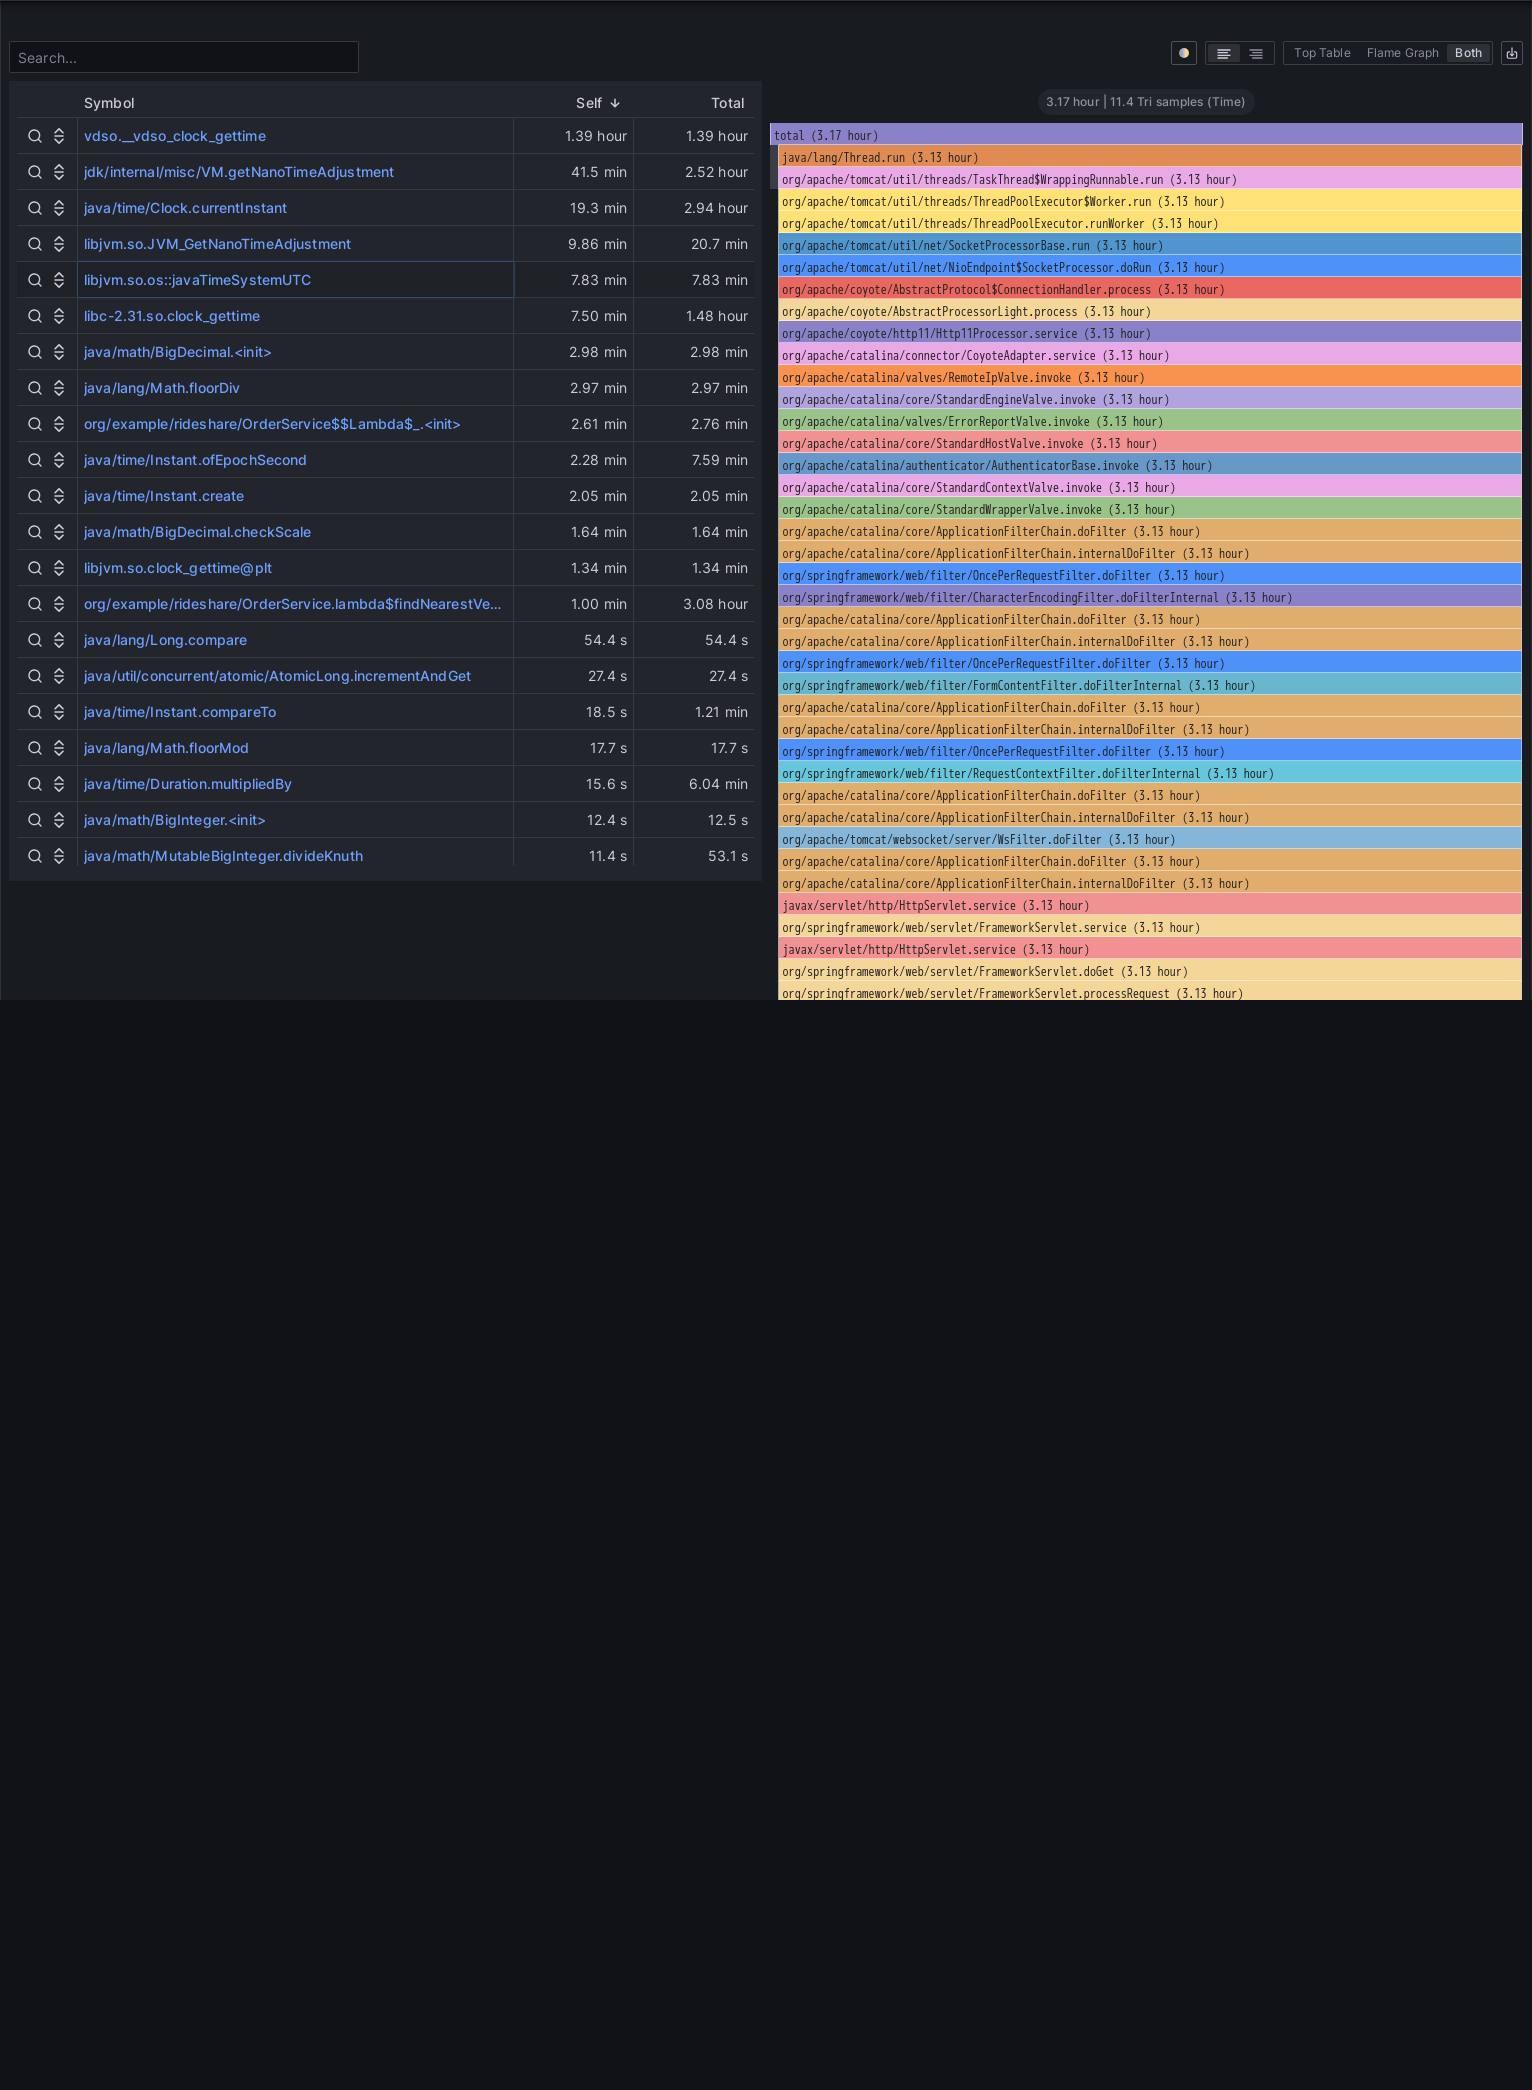 Search...
Top Table Flame Graph Both
Symbol Self Total
vdso.__vdso_clock_gettime 1.39 hour 1.39 hour
jdk/internal/misc/VM.getNanoTimeAdjustment 41.5 min 2.52 hour
java/time/Clock.currentInstant 19.3 min 2.94 hour
libjvm.so.JVM_GetNanoTimeAdjustment 9.86 min 20.7 min
libjvm.so.os::javaTimeSystemUTC 7.83 min 7.83 min
libc-2.31.so.clock_gettime 7.50 min 1.48 hour
java/math/BigDecimal.<init> 2.98 min 2.98 min
java/lang/Math.floorDiv 2.97 min 2.97 min
org/example/rideshare/OrderService$$Lambda$_.<init> 2.61 min 2.76 min
java/time/Instant.ofEpochSecond 2.28 min 7.59 min
java/time/Instant.create 2.05 min 2.05 min
java/math/BigDecimal.checkScale 1.64 min 1.64 min
libjvm.so.clock_gettime@plt 1.34 min 1.34 min
org/example/rideshare/OrderService.lambda$findNearestVe... 1.00 min 3.08 hour
java/lang/Long.compare 54.4 s 54.4 s
java/util/concurrent/atomic/AtomicLong.incrementAndGet 27.4 s 27.4 s
java/time/Instant.compareTo 18.5 s 1.21 min
java/lang/Math.floorMod 17.7 s 17.7 s
java/time/Duration.multipliedBy 15.6 s 6.04 min
java/math/BigInteger.<init> 12.4 s 12.5 s
java/math/MutableBigInteger.divideKnuth 11.4 s 53.1 s
3.17 hour | 11.4 Tri samples (Time)
total (3.17 hour)
java/lang/Thread.run (3.13 hour)
org/apache/tomcat/util/threads/TaskThread$WrappingRunnable.run (3.13 hour)
org/apache/tomcat/util/threads/ThreadPoolExecutor$Worker.run (3.13 hour)
org/apache/tomcat/util/threads/ThreadPoolExecutor.runWorker (3.13 hour)
org/apache/tomcat/util/net/SocketProcessorBase.run (3.13 hour)
org/apache/tomcat/util/net/NioEndpoint$SocketProcessor.doRun (3.13 hour)
org/apache/coyote/AbstractProtocol$ConnectionHandler.process (3.13 hour)
org/apache/coyote/AbstractProcessorLight.process (3.13 hour)
org/apache/coyote/http11/Http11Processor.service (3.13 hour)
org/apache/catalina/connector/CoyoteAdapter.service (3.13 hour)
org/apache/catalina/valves/RemoteIpValve.invoke (3.13 hour)
org/apache/catalina/core/StandardEngineValve.invoke (3.13 hour)
org/apache/catalina/valves/ErrorReportValve.invoke (3.13 hour)
org/apache/catalina/core/StandardHostValve.invoke (3.13 hour)
org/apache/catalina/authenticator/AuthenticatorBase.invoke (3.13 hour)
org/apache/catalina/core/StandardContextValve.invoke (3.13 hour)
org/apache/catalina/core/StandardWrapperValve.invoke (3.13 hour)
org/apache/catalina/core/ApplicationFilterChain.doFilter (3.13 hour)
org/apache/catalina/core/ApplicationFilterChain.internalDoFilter (3.13 hour)
org/springframework/web/filter/OncePerRequestFilter.doFilter (3.13 hour)
org/springframework/web/filter/CharacterEncodingFilter.doFilterInternal (3.13 hour)
org/apache/catalina/core/ApplicationFilterChain.doFilter (3.13 hour)
org/apache/catalina/core/ApplicationFilterChain.internalDoFilter (3.13 hour)
org/springframework/web/filter/OncePerRequestFilter.doFilter (3.13 hour)
org/springframework/web/filter/FormContentFilter.doFilterInternal (3.13 hour)
org/apache/catalina/core/ApplicationFilterChain.doFilter (3.13 hour)
org/apache/catalina/core/ApplicationFilterChain.internalDoFilter (3.13 hour)
org/springframework/web/filter/OncePerRequestFilter.doFilter (3.13 hour)
org/springframework/web/filter/RequestContextFilter.doFilterInternal (3.13 hour)
org/apache/catalina/core/ApplicationFilterChain.doFilter (3.13 hour)
org/apache/catalina/core/ApplicationFilterChain.internalDoFilter (3.13 hour)
org/apache/tomcat/websocket/server/WsFilter.doFilter (3.13 hour)
org/apache/catalina/core/ApplicationFilterChain.doFilter (3.13 hour)
org/apache/catalina/core/ApplicationFilterChain.internalDoFilter (3.13 hour)
javax/servlet/http/HttpServlet.service (3.13 hour)
org/springframework/web/servlet/FrameworkServlet.service (3.13 hour)
javax/servlet/http/HttpServlet.service (3.13 hour)
org/springframework/web/servlet/FrameworkServlet.doGet (3.13 hour)
org/springframework/web/servlet/FrameworkServlet.processRequest (3.13 hour)